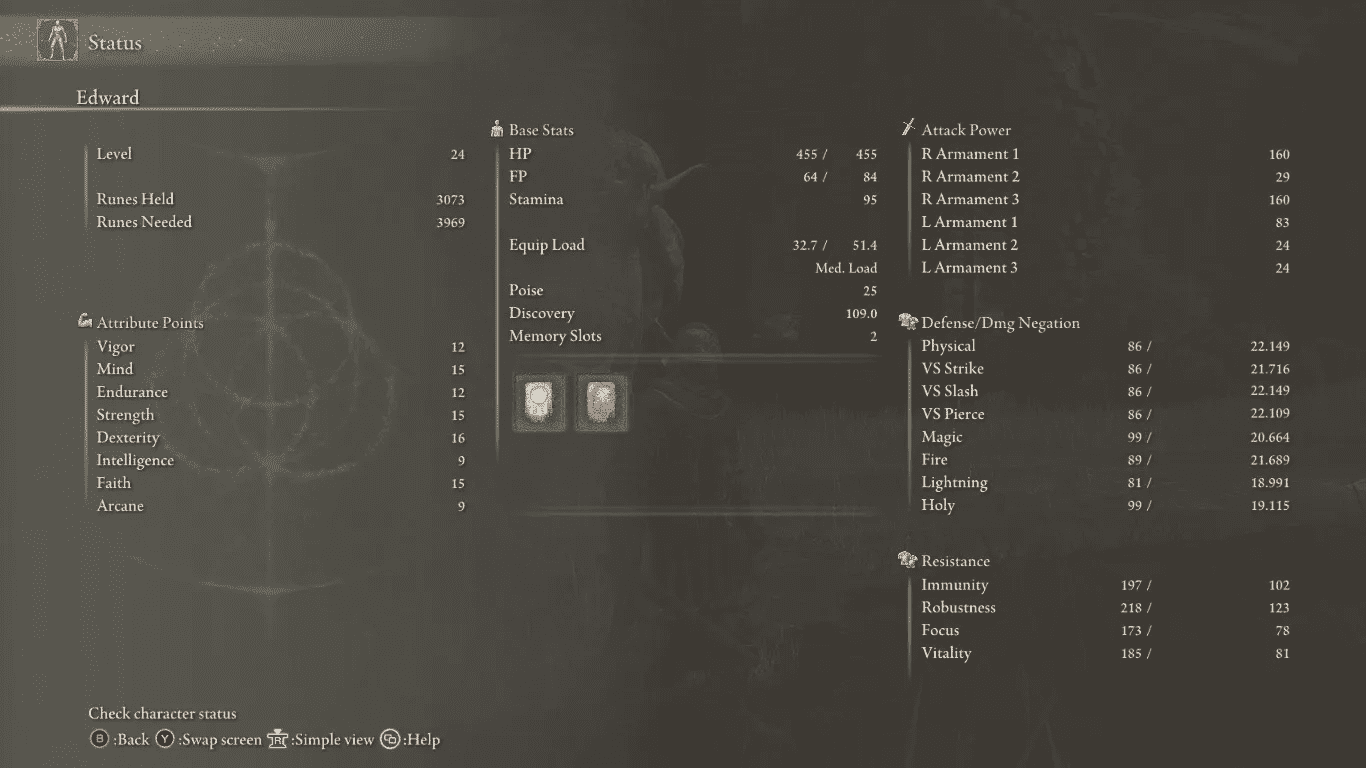 Status
Edward
Level 24
Runes Held 3073
Runes Needed 3969
Attribute Points
Vigor 12
Mind 15
Endurance 12
Strength 15
Dexterity 16
Intelligence 9
Faith 15
Arcane 9
Base Stats
HP 455 / 455
FP 64 / 84
Stamina 95
Equip Load 32.7 / 51.4
Med. Load
Poise 25
Discovery 109.0
Memory Slots 2
Attack Power
R Armament 1 160
R Armament 2 29
R Armament 3 160
L Armament 1 83
L Armament 2 24
L Armament 3 24
Defense/Dmg Negation
Physical 86 / 22.149
VS Strike 86 / 21.716
VS Slash 86 / 22.149
VS Pierce 86 / 22.109
Magic 99 / 20.664
Fire 89 / 21.689
Lightning 81 / 18.991
Holy 99 / 19.115
Resistance
Immunity 197 / 102
Robustness 218 / 123
Focus 173 / 78
Vitality 185 / 81
Check character status
B :Back Y :Swap screen R :Simple view :Help